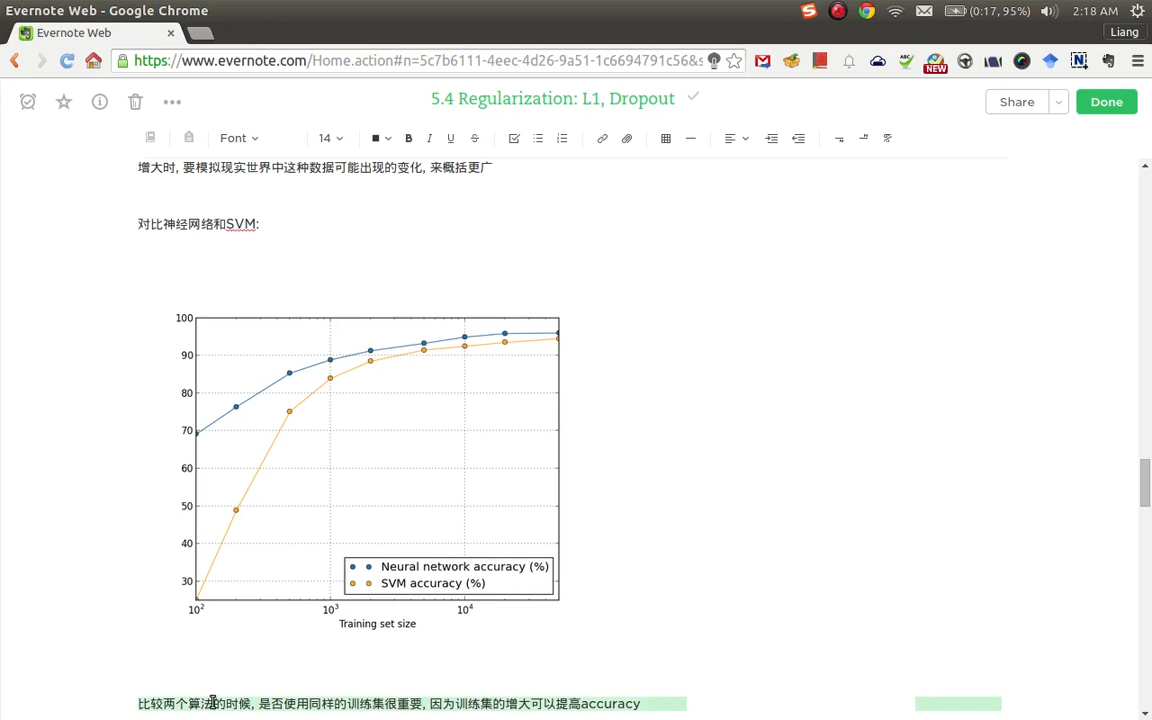 Evernote Web - Google Chrome
(0:17, 95%)
2:18 AM
Evernote Web
Liang
https://www.evernote.com/Home.action#n=5c7b6111-4eec-4d26-9a51-1c6694791c56&s
NEW
5.4 Regularization: L1, Dropout
Share
Done
Font
14
B
I
U
增大时, 要模拟现实世界中这种数据可能出现的变化, 来概括更广
对比神经网络和SVM:
100
90
80
70
60
50
40
30
Neural network accuracy (%)
SVM accuracy (%)
10² 10³ 10⁴
Training set size
比较两个算法的时候, 是否使用同样的训练集很重要, 因为训练集的增大可以提高accuracy